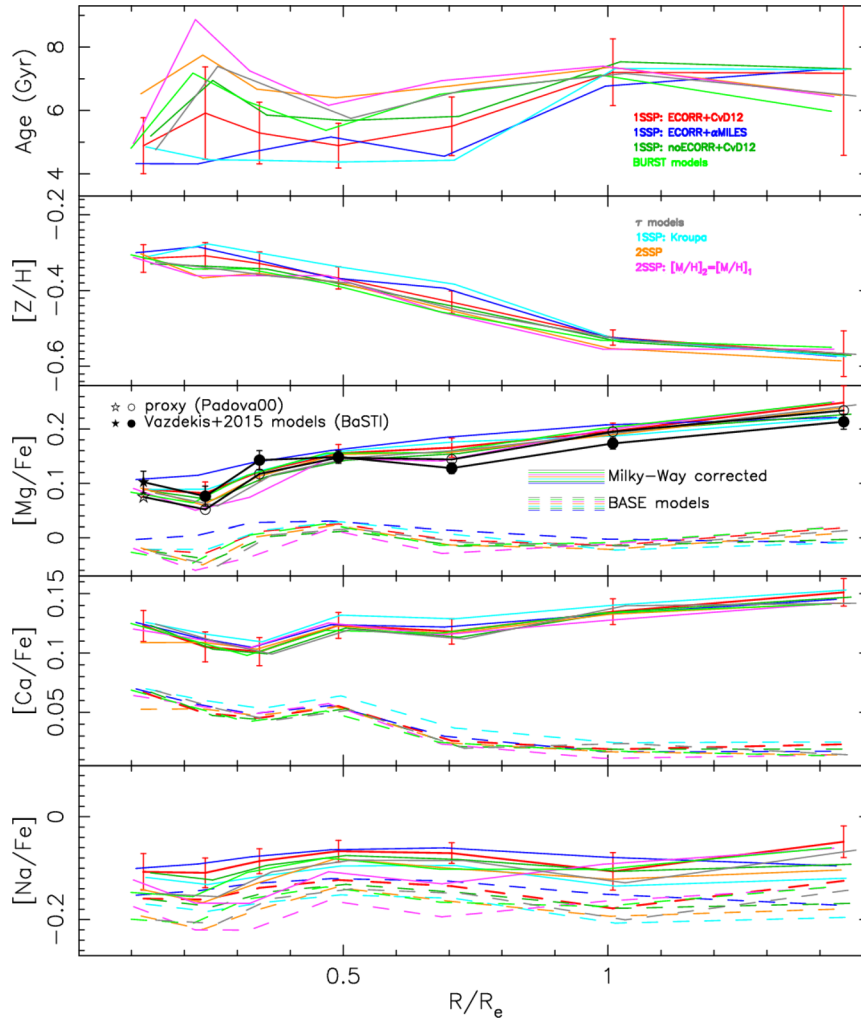 8
6
4
Age (Gyr)
1SSP: ECORR+CvD12
1SSP: ECORR+αMILES
1SSP: noECORR+CvD12
BURST models
−0.2
−0.4
−0.6
[Z/H]
τ models
1SSP: Kroupa
2SSP
2SSP: [M/H]₂=[M/H]₁
0.2
0.1
0
[Mg/Fe]
proxy (Padova00)
Vazdekis+2015 models (BaSTI)
Milky−Way corrected
BASE models
0.15
0.1
0.05
[Ca/Fe]
0
−0.2
[Na/Fe]
0.5
1
R/Rₑ